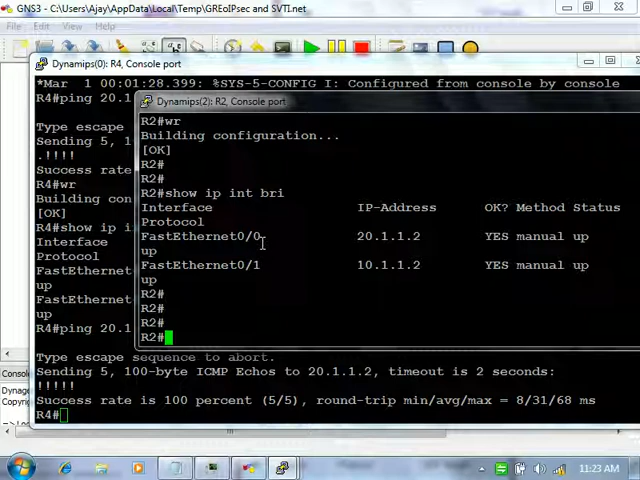 GNS3 - C:\Users\Ajay\AppData\Local\Temp\GREoIPsec and SVTI.net
File Edit View
Dynamips(0): R4, Console port
*Mar 1 00:01:28.399: %SYS-5-CONFIG I: Configured from console by console
R4#ping 20.1
Type escape
Sending 5, 1
.!!!!
Success rate
R4#wr
Building con
[OK]
R4#show ip i
Interface
Protocol
FastEthernet
up
FastEthernet
up
R4#ping 20.1
Type escape sequence to abort.
Sending 5, 100-byte ICMP Echos to 20.1.1.2, timeout is 2 seconds:
!!!!!
Success rate is 100 percent (5/5), round-trip min/avg/max = 8/31/68 ms
R4#
Dynamips(2): R2, Console port
R2#wr
Building configuration...
[OK]
R2#
R2#
R2#show ip int bri
Interface IP-Address OK? Method Status
Protocol
FastEthernet0/0 20.1.1.2 YES manual up
up
FastEthernet0/1 10.1.1.2 YES manual up
up
R2#
R2#
R2#
R2#
Consol
Dynage
Copyrig
11:23 AM